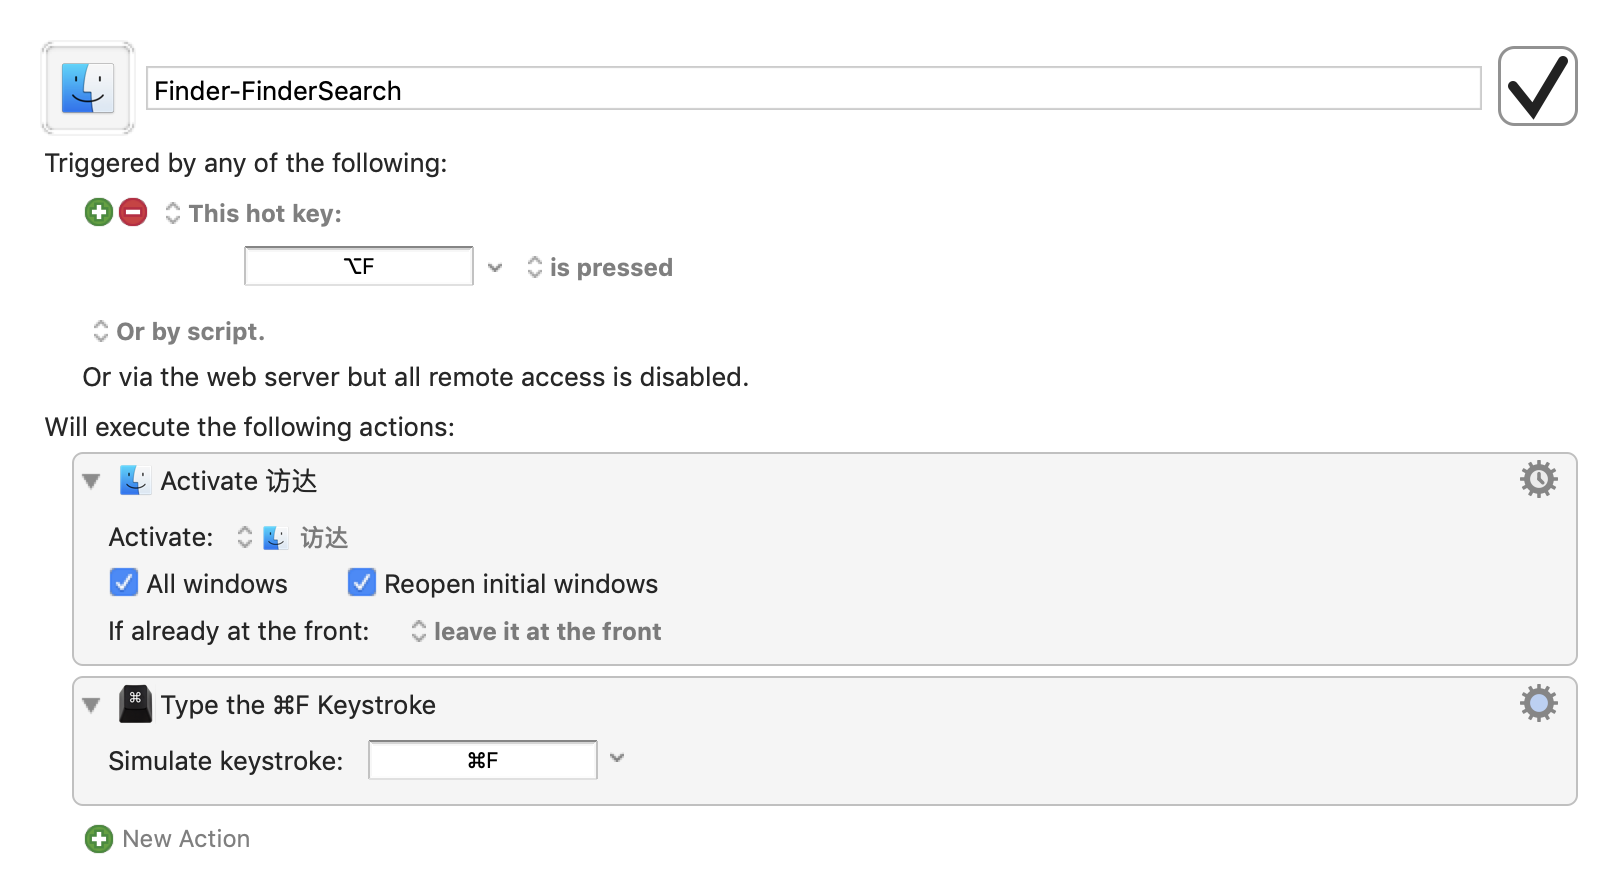 Finder-FinderSearch
Triggered by any of the following:
This hot key:
⌥F is pressed
Or by script.
Or via the web server but all remote access is disabled.
Will execute the following actions:
Activate 访达
Activate: 访达
All windows Reopen initial windows
If already at the front: leave it at the front
⌘ Type the ⌘F Keystroke
Simulate keystroke: ⌘F
New Action